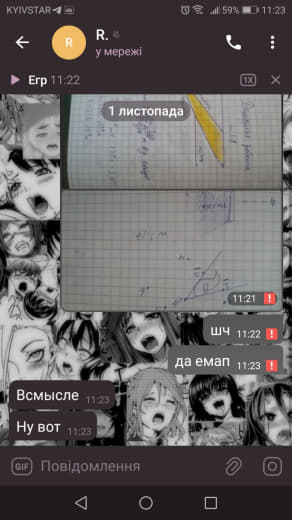 KYIVSTAR 59% 11:23
R.
R
у мережі
Егр 11:22 1X
1 листопада
11:21
шч 11:22
да емап 11:23
Всмысле 11:23
Ну вот 11:23
GIF Повідомлення